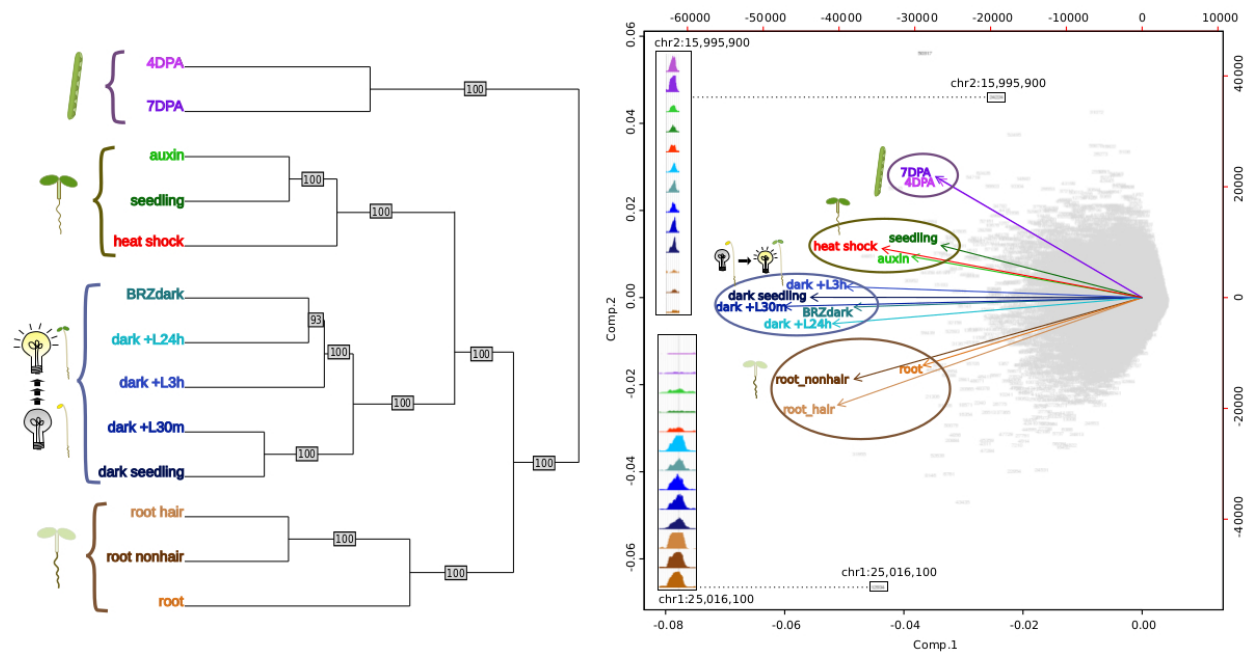 4DPA
100
7DPA
auxin
100
seedling
100
heat shock
BRZdark
93
dark +L24h
100
100
dark +L3h
100
dark +L30m
100
100
dark seedling
root hair
100
root nonhair
100
root
-60000 -50000 -40000 -30000 -20000 -10000 0 10000
chr2:15,995,900
chr2:15,995,900
7DPA
4DPA
seedling
heat shock
auxin
dark +L3h
dark seedling
dark +L30m
BRZdark
dark +L24h
root
root_nonhair
root_hair
chr1:25,016,100
chr1:25,016,100
0.06
0.04
0.02
0.00
-0.02
-0.04
-0.06
Comp.2
40000
20000
0
-20000
-40000
-0.08 -0.06 -0.04 -0.02 0.00
Comp.1